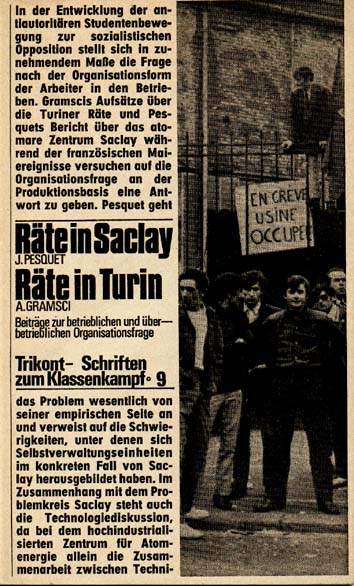 In der Entwicklung der an-
tiautoritären Studentenbewe-
gung zur sozialistischen
Opposition stellt sich in zu-
nehmendem Maße die Frage
nach der Organisationsform
der Arbeiter in den Betrie-
ben. Gramscis Aufsätze über
die Turiner Räte und Pes-
quets Bericht über das ato-
mare Zentrum Saclay wäh-
rend der französischen Mai-
ereignisse versuchen auf die
Organisationsfrage an der
Produktionsbasis eine Ant-
wort zu geben. Pesquet geht
Räte in Saclay
J. PESQUET
Räte in Turin
A. GRAMSCI
Beiträge zur betrieblichen und über—
betrieblichen Organisationsfrage
Trikont- Schriften
zum Klassenkampf• 9
das Problem wesentlich von
seiner empirischen Seite an
und verweist auf die Schwie-
rigkeiten, unter denen sich
Selbstverwaltungseinheiten
im konkreten Fall von Sac-
lay herausgebildet haben. Im
Zusammenhang mit dem Pro-
blemkreis Saclay steht auch
die Technologiediskussion,
da bei dem hochindustriali-
sierten Zentrum für Atom-
energie allein die Zusam-
menarbeit zwischen Techni-
EN GREVE
USINE
OCCUPEE